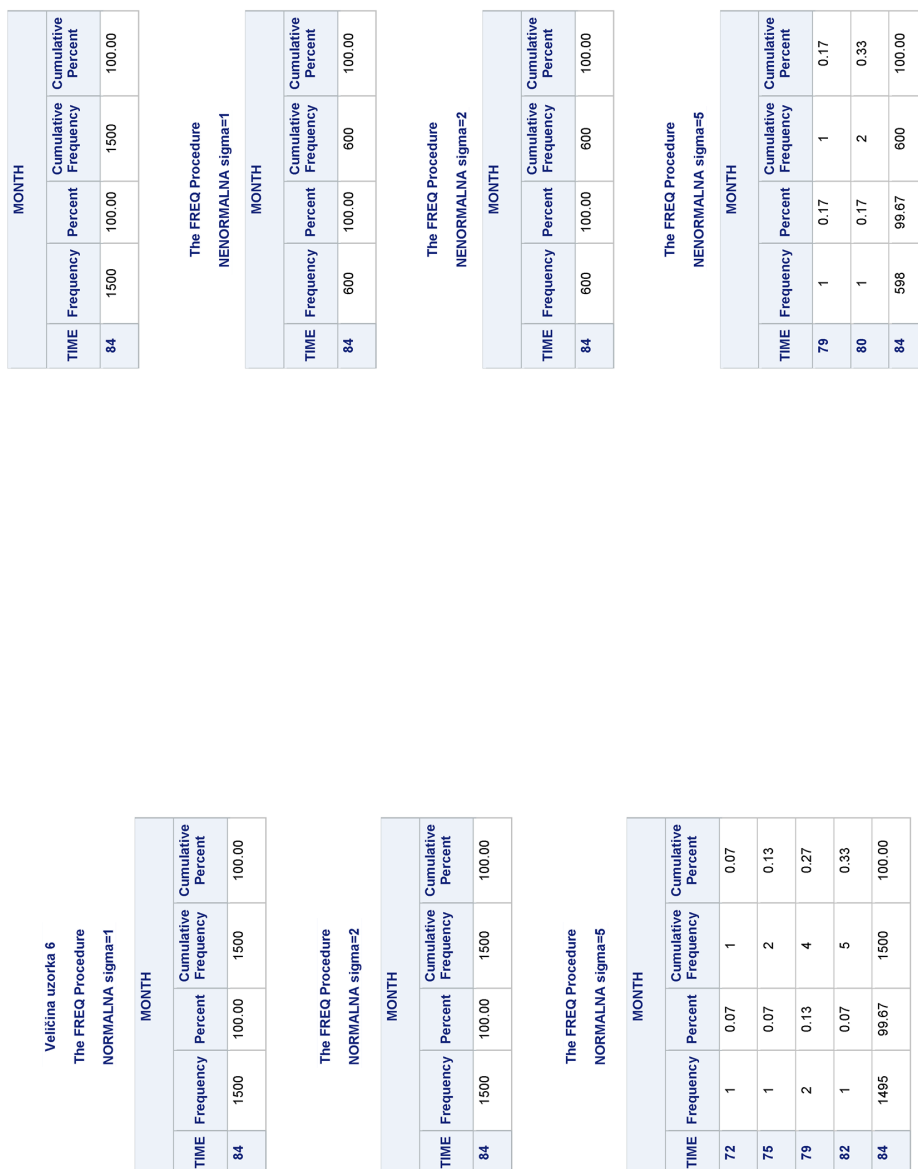 Veličina uzorka 6
The FREQ Procedure
NORMALNA sigma=1
MONTH
TIME Frequency Percent Cumulative Frequency Cumulative Percent
84 1500 100.00 1500 100.00
The FREQ Procedure
NORMALNA sigma=2
MONTH
TIME Frequency Percent Cumulative Frequency Cumulative Percent
84 1500 100.00 1500 100.00
The FREQ Procedure
NORMALNA sigma=5
MONTH
TIME Frequency Percent Cumulative Frequency Cumulative Percent
72 1 0.07 1 0.07
75 1 0.07 2 0.13
79 2 0.13 4 0.27
82 1 0.07 5 0.33
84 1495 99.67 1500 100.00
MONTH
TIME Frequency Percent Cumulative Frequency Cumulative Percent
84 1500 100.00 1500 100.00
The FREQ Procedure
NENORMALNA sigma=1
MONTH
TIME Frequency Percent Cumulative Frequency Cumulative Percent
84 600 100.00 600 100.00
The FREQ Procedure
NENORMALNA sigma=2
MONTH
TIME Frequency Percent Cumulative Frequency Cumulative Percent
84 600 100.00 600 100.00
The FREQ Procedure
NENORMALNA sigma=5
MONTH
TIME Frequency Percent Cumulative Frequency Cumulative Percent
79 1 0.17 1 0.17
80 1 0.17 2 0.33
84 598 99.67 600 100.00